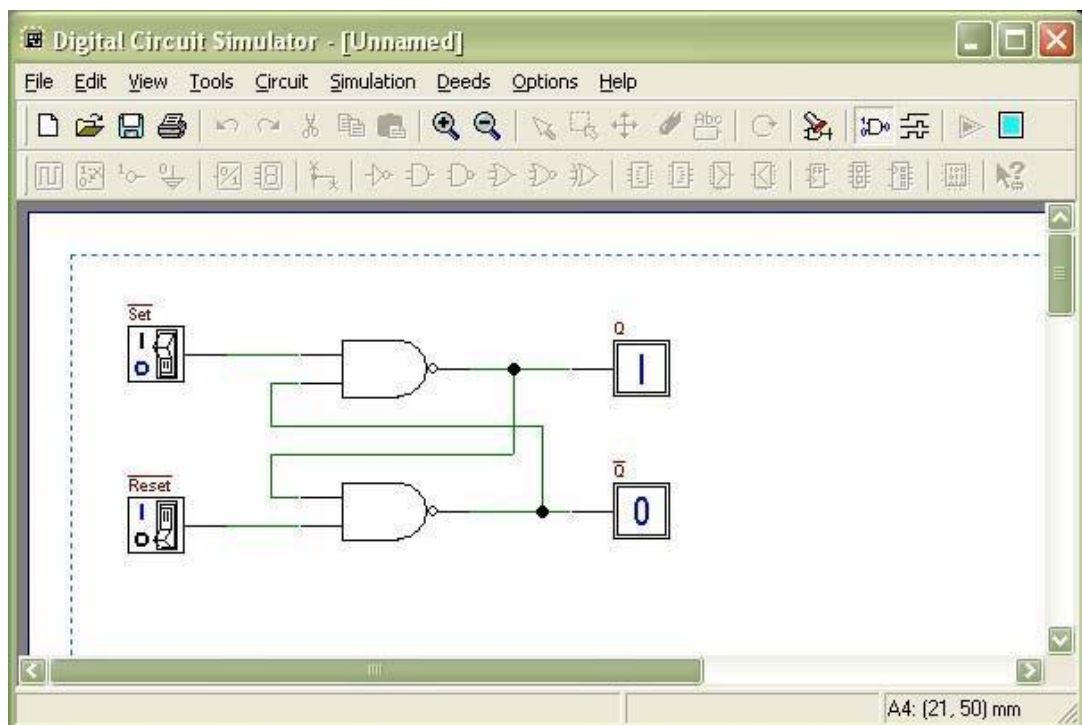 Digital Circuit Simulator - [Unnamed]
File Edit View Tools Circuit Simulation Deeds Options Help
Abc
Set
I
O
Q
1
Reset
I
O
Q
0
A4: (21, 50) mm